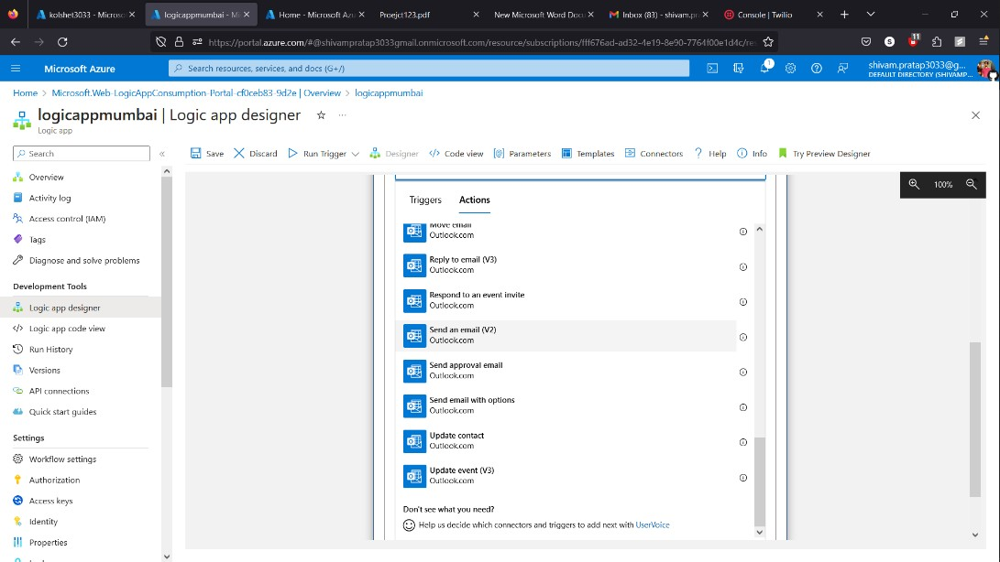 kolshet3033 - Microso
logicappmumbai - Mi
Home - Microsoft Az
Proejct123.pdf
New Microsoft Word Doc
Inbox (83) - shivam.pr
Console | Twilio
https://portal.azure.com/#@shivampratap3033gmail.onmicrosoft.com/resource/subscriptions/fff676ad-ad32-4e19-8e90-7764f00e1d4c/re
S
11
Microsoft Azure
Search resources, services, and docs (G+/)
1
shivam.pratap3033@g...
DEFAULT DIRECTORY (SHIVAMP...
Home > Microsoft.Web-LogicAppConsumption-Portal-cf0ceb83-9d2e | Overview > logicappmumbai
logicappmumbai | Logic app designer
Logic app
Search
Save
Discard
Run Trigger
Designer
Code view
Parameters
Templates
Connectors
Help
Info
Try Preview Designer
Overview
Activity log
Access control (IAM)
Tags
Diagnose and solve problems
Development Tools
Logic app designer
Logic app code view
Run History
Versions
API connections
Quick start guides
Settings
Workflow settings
Authorization
Access keys
Identity
Properties
100%
Triggers
Actions
Move email
Outlook.com
Reply to email (V3)
Outlook.com
Respond to an event invite
Outlook.com
Send an email (V2)
Outlook.com
Send approval email
Outlook.com
Send email with options
Outlook.com
Update contact
Outlook.com
Update event (V3)
Outlook.com
Don't see what you need?
Help us decide which connectors and triggers to add next with UserVoice